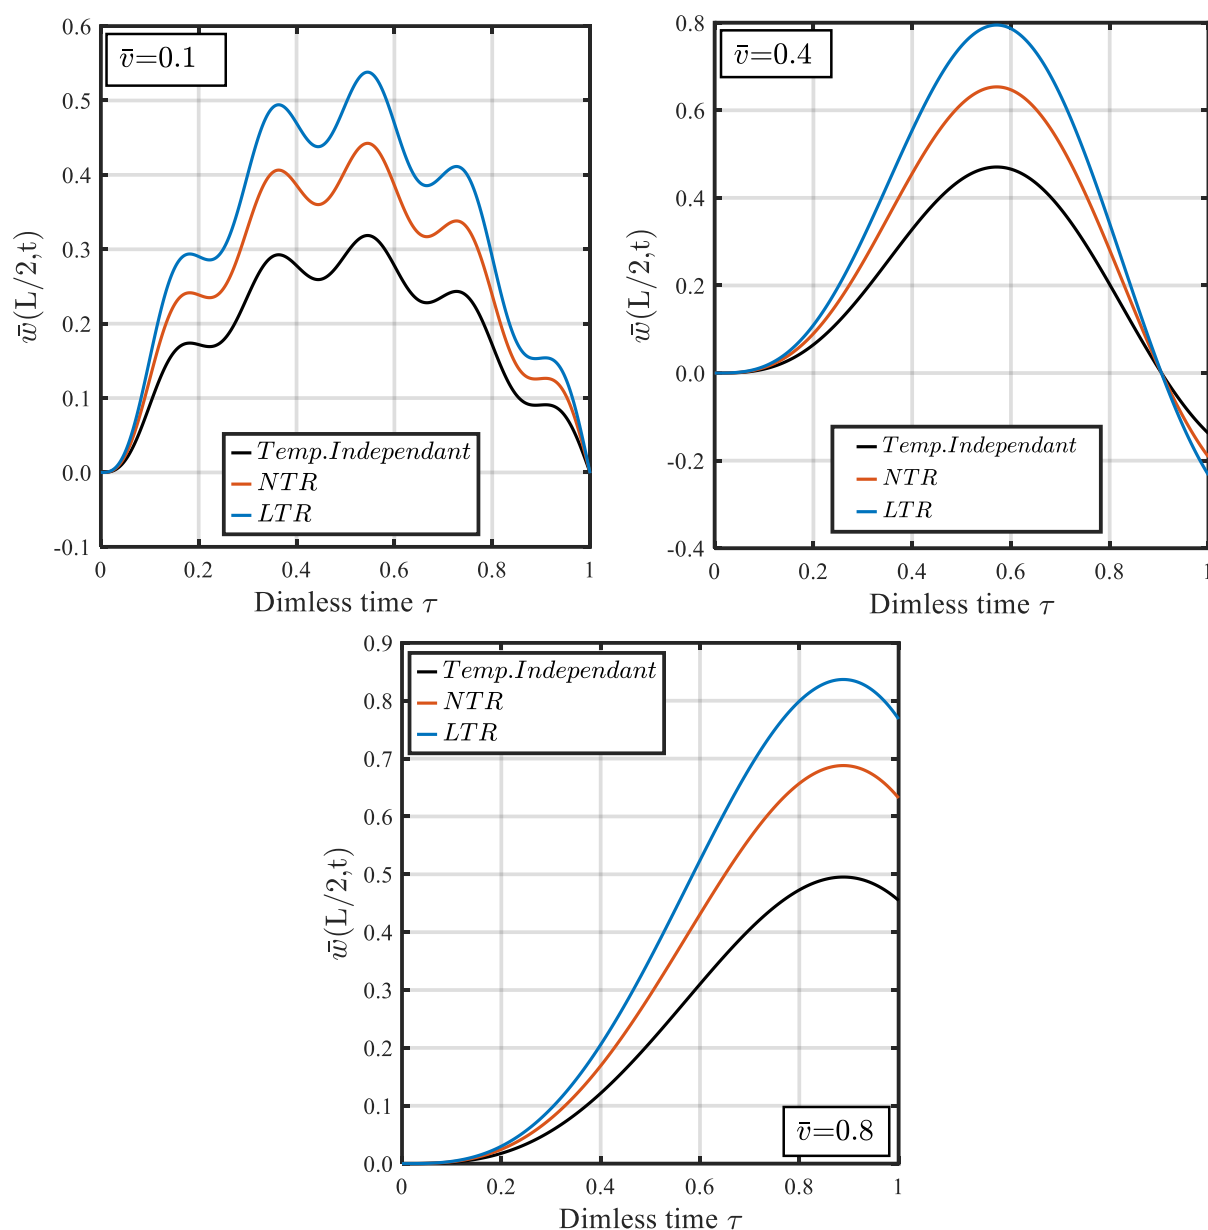 v̄=0.1
0.6
0.5
0.4
0.3
0.2
0.1
0.0
-0.1
w̄(L/2,t)
Temp.Independant
NTR
LTR
0 0.2 0.4 0.6 0.8 1
Dimless time τ
v̄=0.4
0.8
0.6
0.4
0.2
0.0
-0.2
-0.4
w̄(L/2,t)
Temp.Independant
NTR
LTR
0 0.2 0.4 0.6 0.8 1
Dimless time τ
0.9
0.8
0.7
0.6
0.5
0.4
0.3
0.2
0.1
0.0
w̄(L/2,t)
Temp.Independant
NTR
LTR
v̄=0.8
0 0.2 0.4 0.6 0.8 1
Dimless time τ